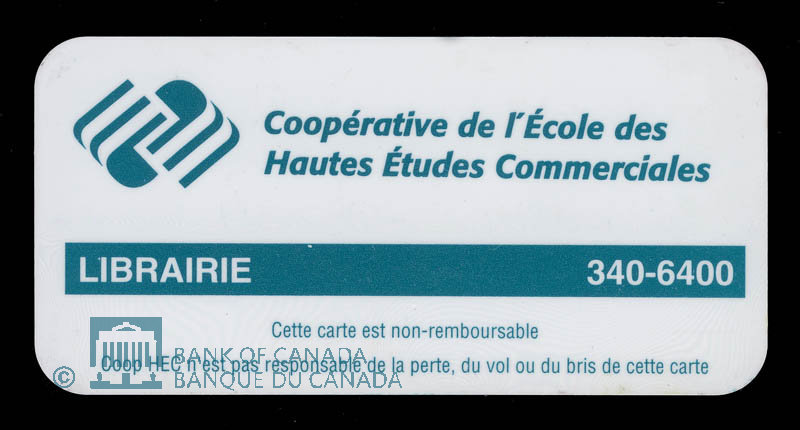 Coopérative de l'École des
Hautes Études Commerciales
LIBRAIRIE 340-6400
Cette carte est non-remboursable
Coop HEC n'est pas responsable de la perte, du vol ou du bris de cette carte
© BANK OF CANADA
BANQUE DU CANADA